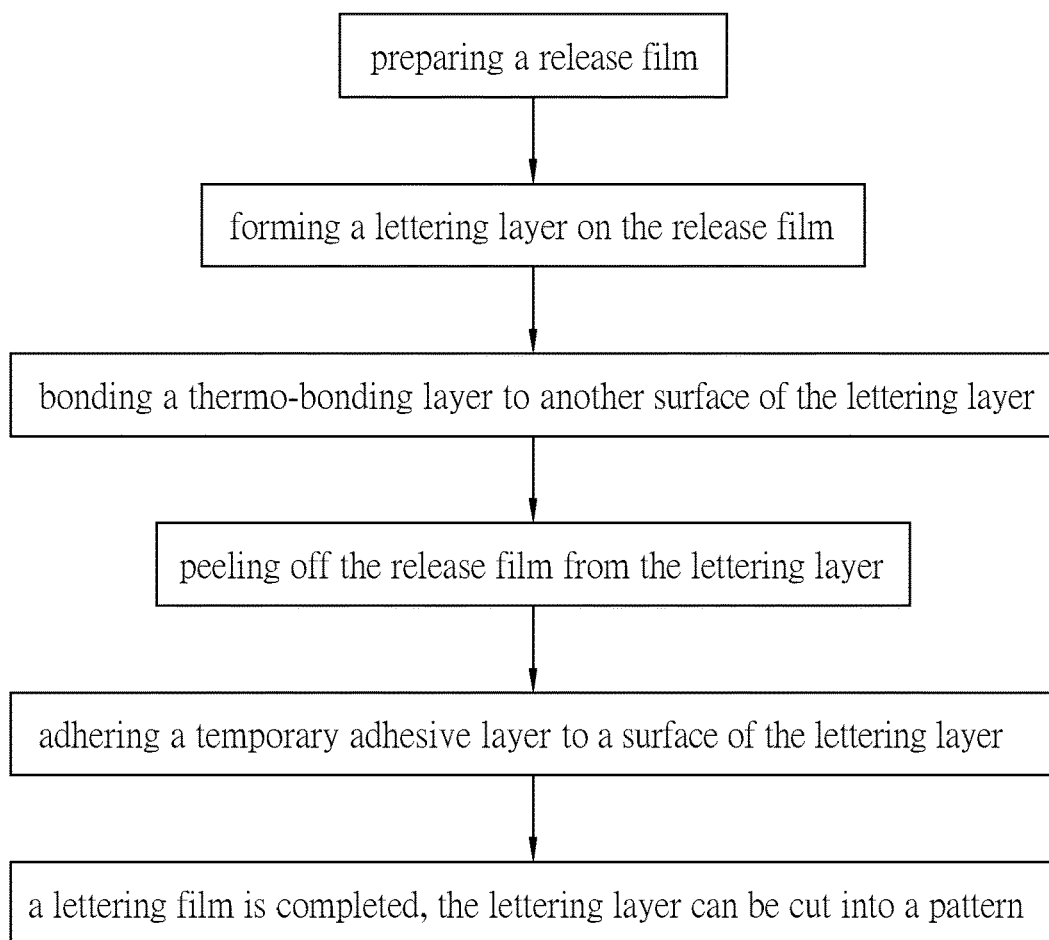 preparing a release film
forming a lettering layer on the release film
bonding a thermo-bonding layer to another surface of the lettering layer
peeling off the release film from the lettering layer
adhering a temporary adhesive layer to a surface of the lettering layer
a lettering film is completed, the lettering layer can be cut into a pattern